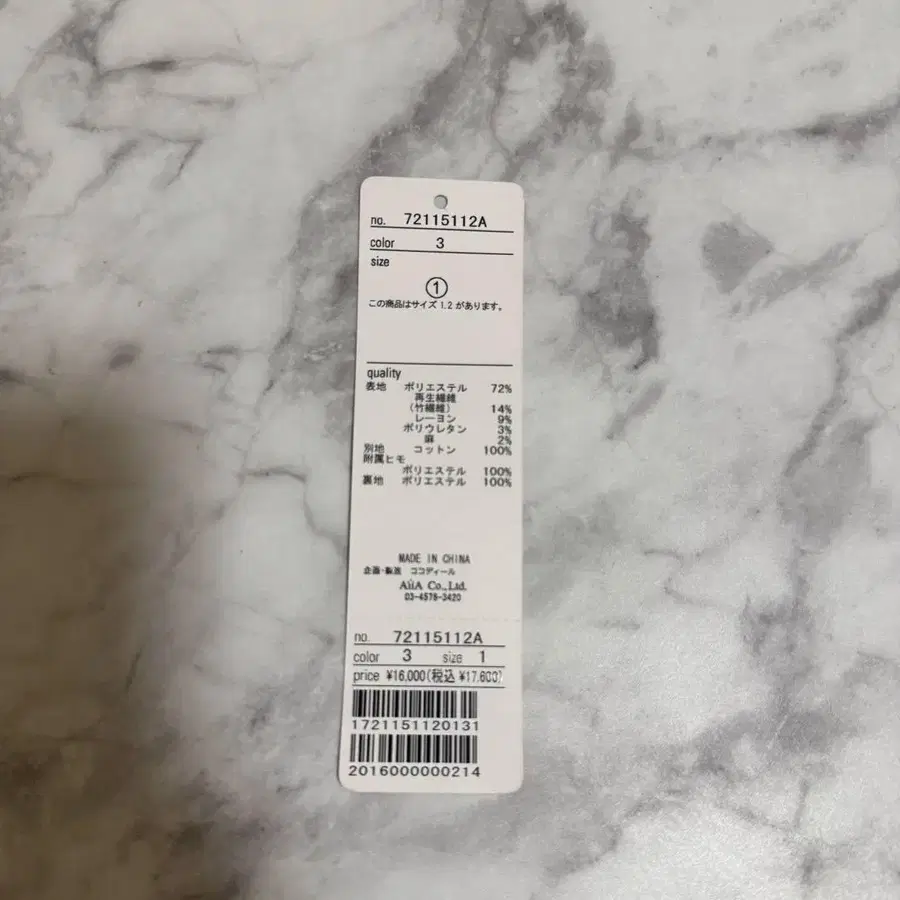 no. 72115112A
color 3
size
①
この商品はサイズ 1.2 があります。
quality
表地 ポリエステル 72%
再生繊維
(竹繊維) 14%
レーヨン 9%
ポリウレタン 3%
麻 2%
別地 コットン 100%
附属ヒモ
ポリエステル 100%
裏地 ポリエステル 100%
MADE IN CHINA
企画・販売 ココディール
AíiA Co.,Ltd.
03-4578-3420
no. 72115112A
color 3 size 1
price ¥16,000(税込 ¥17,600)
1721151120131
2016000000214